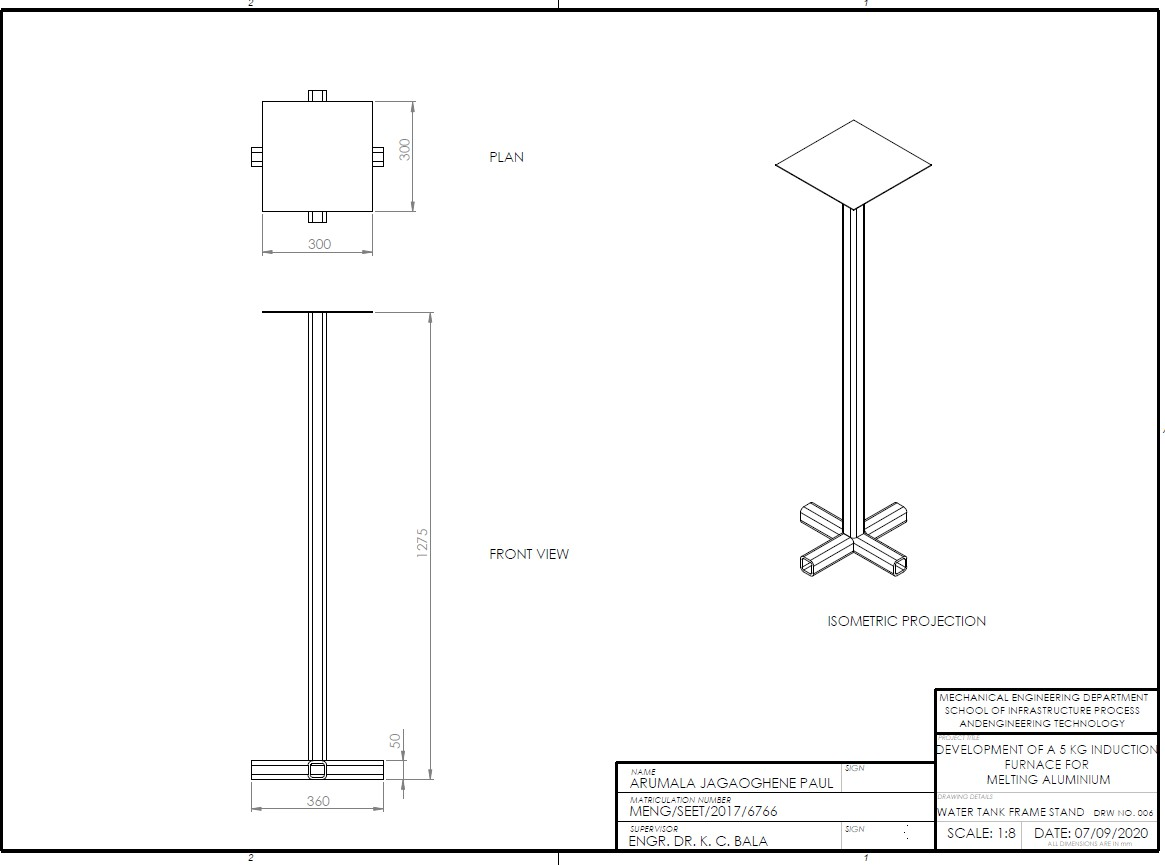 2
1
300
PLAN
300
1275
FRONT VIEW
50
360
ISOMETRIC PROJECTION
MECHANICAL ENGINEERING DEPARTMENT
SCHOOL OF INFRASTRUCTURE PROCESS
ANDENGINEERING TECHNOLOGY
PROJECT TITLE
DEVELOPMENT OF A 5 KG INDUCTION
FURNACE FOR
MELTING ALUMINIUM
DRAWING DETAILS
WATER TANK FRAME STAND DRW NO. 006
SCALE: 1:8 DATE: 07/09/2020
ALL DIMENSIONS ARE IN mm
NAME
ARUMALA JAGAOGHENE PAUL
SIGN
MATRICULATION NUMBER
MENG/SEET/2017/6766
SUPERVISOR
ENGR. DR. K. C. BALA
SIGN
2
1